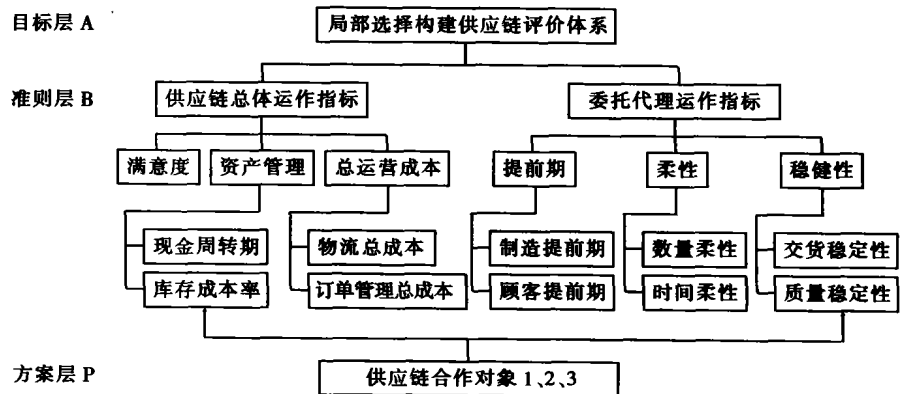 目标层 A
局部选择构建供应链评价体系
准则层 B
供应链总体运作指标
委托代理运作指标
满意度
资产管理
总运营成本
提前期
柔性
稳健性
现金周转期
物流总成本
制造提前期
数量柔性
交货稳定性
库存成本率
订单管理总成本
顾客提前期
时间柔性
质量稳定性
方案层 P
供应链合作对象 1、2、3